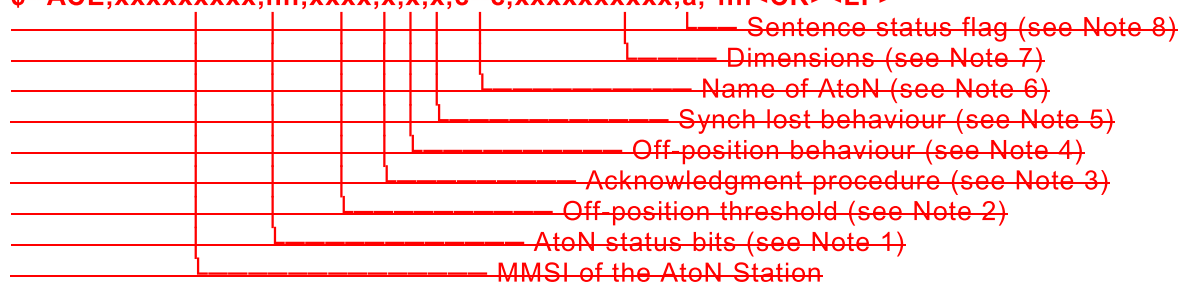 Sentence status flag (see Note 8)
Dimensions (see Note 7)
Name of AtoN (see Note 6)
Synch lost behaviour (see Note 5)
Off-position behaviour (see Note 4)
Acknowledgment procedure (see Note 3)
Off-position threshold (see Note 2)
AtoN status bits (see Note 1)
MMSI of the AtoN Station